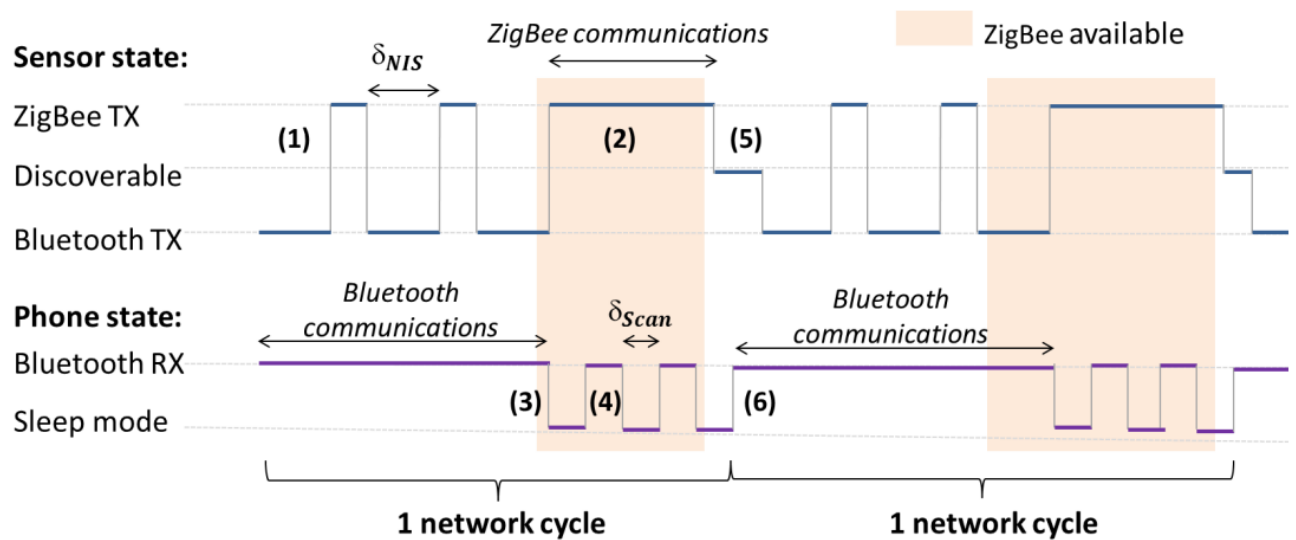 ZigBee communications
ZigBee available
Sensor state:
δNIS
ZigBee TX
(1)
(2)
(5)
Discoverable
Bluetooth TX
Phone state:
Bluetooth
communications
δScan
Bluetooth
communications
Bluetooth RX
(3)
(4)
(6)
Sleep mode
1 network cycle
1 network cycle